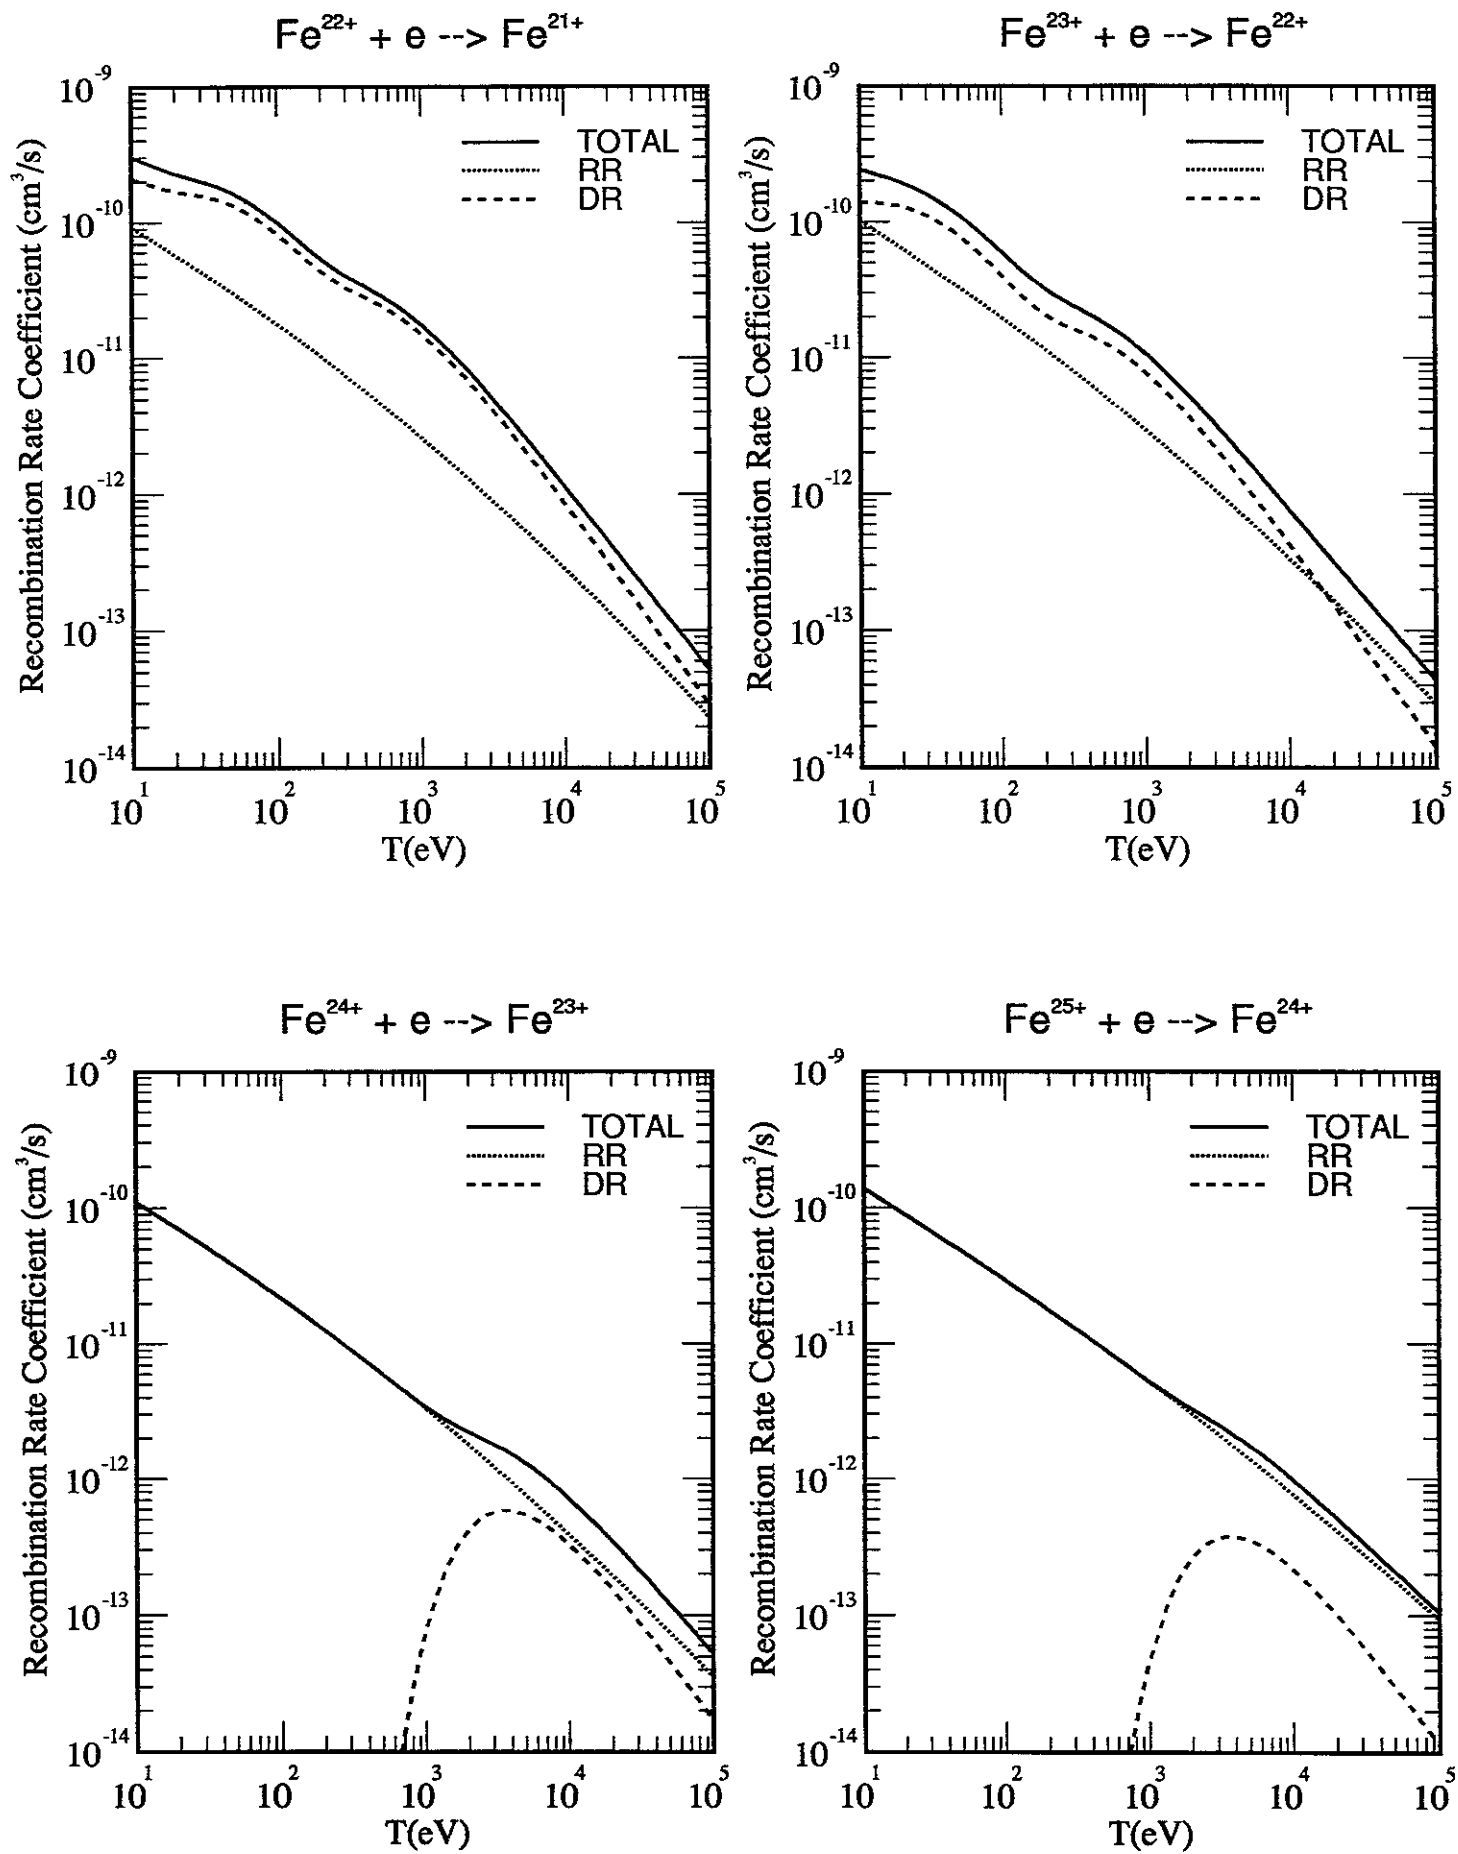 Fe²²⁺ + e --> Fe²¹⁺
Recombination Rate Coefficient (cm³/s)
10⁻⁹
10⁻¹⁰
10⁻¹¹
10⁻¹²
10⁻¹³
10⁻¹⁴
TOTAL
RR
DR
10¹ 10² 10³ 10⁴ 10⁵
T(eV)
Fe²³⁺ + e --> Fe²²⁺
Recombination Rate Coefficient (cm³/s)
10⁻⁹
10⁻¹⁰
10⁻¹¹
10⁻¹²
10⁻¹³
10⁻¹⁴
TOTAL
RR
DR
10¹ 10² 10³ 10⁴ 10⁵
T(eV)
Fe²⁴⁺ + e --> Fe²³⁺
Recombination Rate Coefficient (cm³/s)
10⁻⁹
10⁻¹⁰
10⁻¹¹
10⁻¹²
10⁻¹³
10⁻¹⁴
TOTAL
RR
DR
10¹ 10² 10³ 10⁴ 10⁵
T(eV)
Fe²⁵⁺ + e --> Fe²⁴⁺
Recombination Rate Coefficient (cm³/s)
10⁻⁹
10⁻¹⁰
10⁻¹¹
10⁻¹²
10⁻¹³
10⁻¹⁴
TOTAL
RR
DR
10¹ 10² 10³ 10⁴ 10⁵
T(eV)